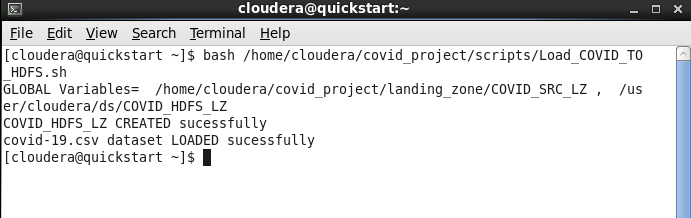 cloudera@quickstart:~
File Edit View Search Terminal Help
[cloudera@quickstart ~]$ bash /home/cloudera/covid_project/scripts/Load_COVID_TO
_HDFS.sh
GLOBAL Variables=  /home/cloudera/covid_project/landing_zone/COVID_SRC_LZ ,  /us
er/cloudera/ds/COVID_HDFS_LZ
COVID_HDFS_LZ CREATED sucessfully
covid-19.csv dataset LOADED sucessfully
[cloudera@quickstart ~]$